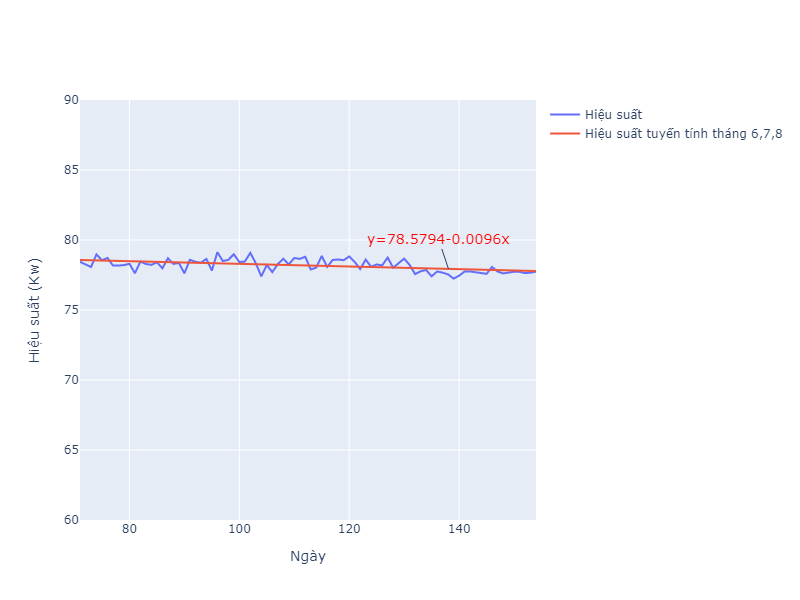 90
85
80
75
70
65
60
Hiệu suất (Kw)
80
100
120
140
Ngày
y=78.5794-0.0096x
Hiệu suất
Hiệu suất tuyến tính tháng 6,7,8